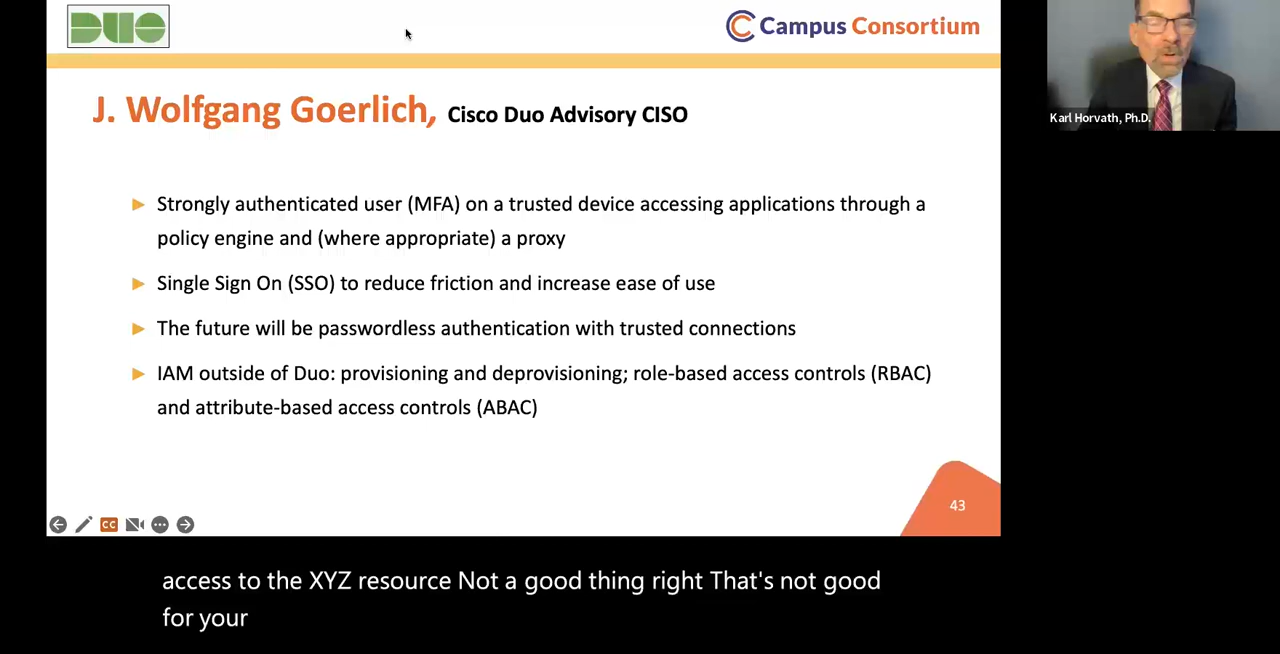 DUO
Campus Consortium
J. Wolfgang Goerlich, Cisco Duo Advisory CISO
Karl Horvath, Ph.D.
Strongly authenticated user (MFA) on a trusted device accessing applications through a
policy engine and (where appropriate) a proxy
Single Sign On (SSO) to reduce friction and increase ease of use
The future will be passwordless authentication with trusted connections
IAM outside of Duo: provisioning and deprovisioning; role-based access controls (RBAC)
and attribute-based access controls (ABAC)
43
CC
access to the XYZ resource Not a good thing right That's not good
for your